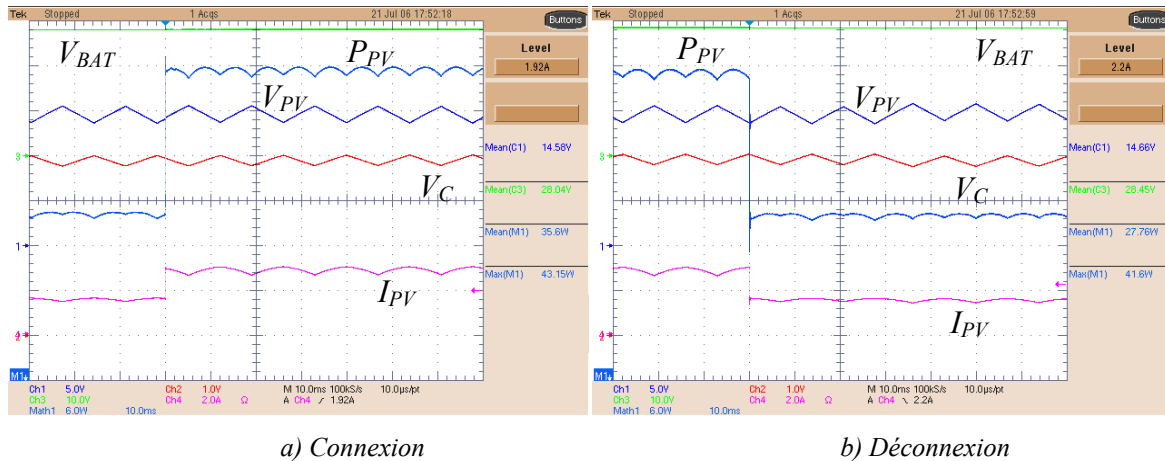 Tek Stopped 1 Acqs 21 Jul 06 17:52:18 Buttons
V_BAT P_PV
V_PV
V_C
I_PV
3
1
M1
Level
1.92A
Mean(C1) 14.58V
Mean(C3) 28.04V
Mean(M1) 35.6W
Max(M1) 43.15W
Ch1 5.0V Ch2 1.0V M 10.0ms 100kS/s 10.0µs/pt
Ch3 10.0V Ch4 2.0A Ω A Ch4 ∕ 1.92A
Math1 6.0W 10.0ms
a) Connexion
Tek Stopped 1 Acqs 21 Jul 06 17:52:59 Buttons
P_PV V_BAT
V_PV
V_C
I_PV
3
1
M1
Level
2.2A
Mean(C1) 14.66V
Mean(C3) 28.45V
Mean(M1) 27.76W
Max(M1) 41.6W
Ch1 5.0V Ch2 1.0V M 10.0ms 100kS/s 10.0µs/pt
Ch3 10.0V Ch4 2.0A Ω A Ch4 \ 2.2A
Math1 6.0W 10.0ms
b) Déconnexion